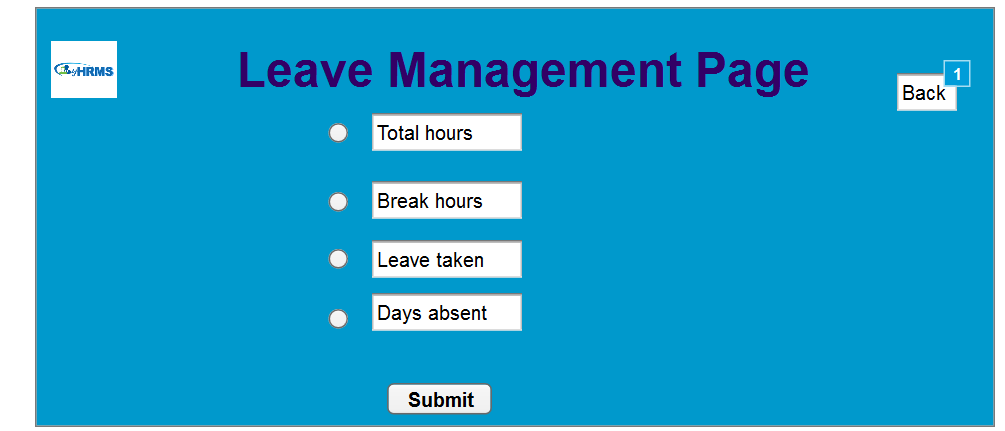 HRMS
Leave Management Page
1
Back
Total hours
Break hours
Leave taken
Days absent
Submit